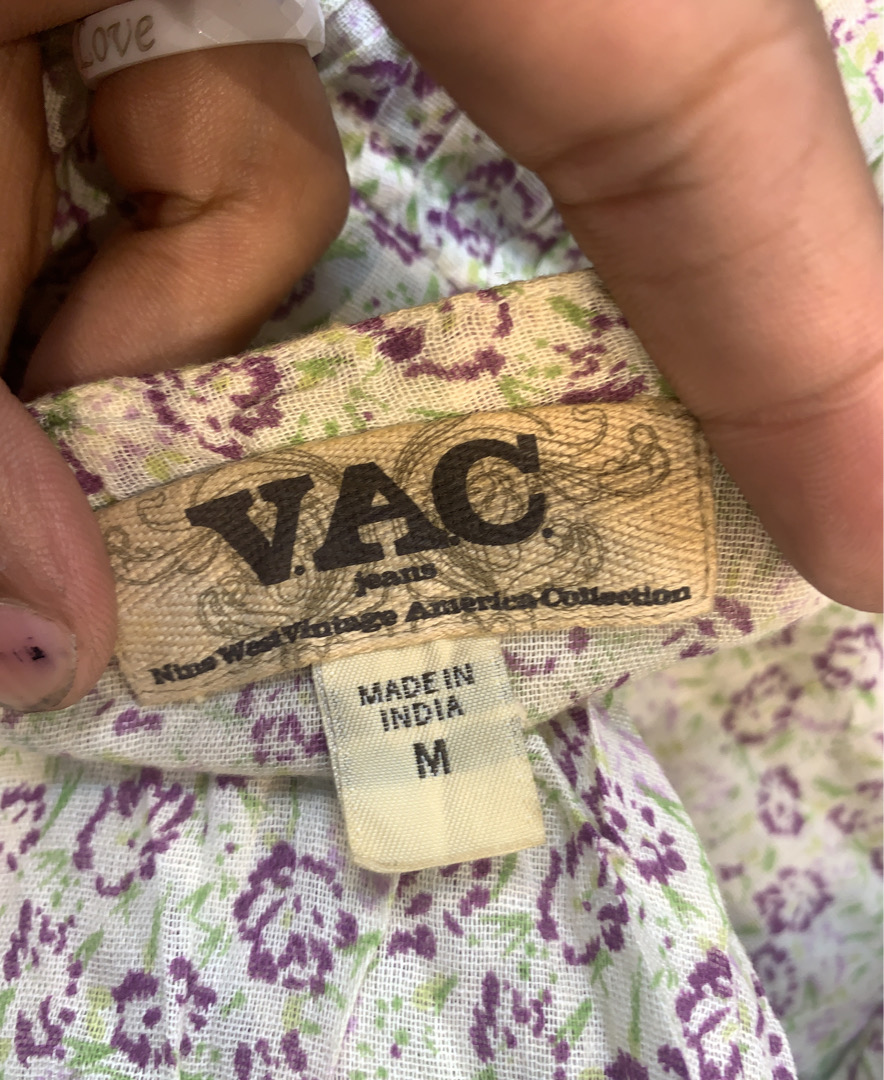 Love
V.A.C.
jeans
Nine West Vintage America Collection
MADE IN
INDIA
M